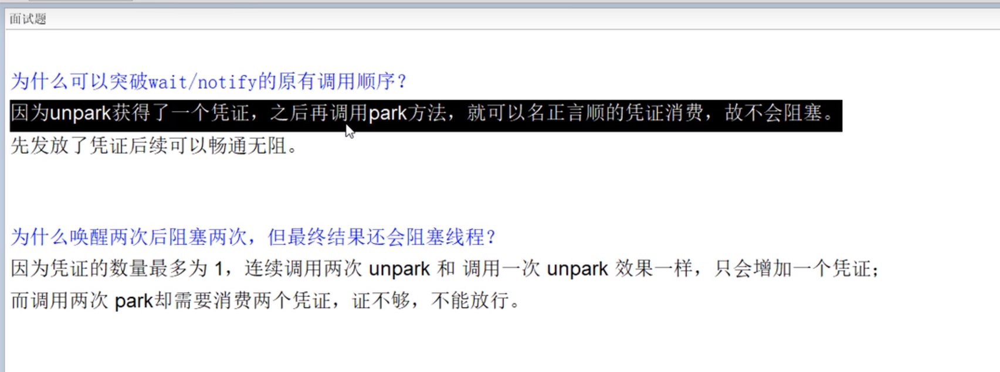 面试题
为什么可以突破wait/notify的原有调用顺序？
因为unpark获得了一个凭证，之后再调用park方法，就可以名正言顺的凭证消费，故不会阻塞。
先发放了凭证后续可以畅通无阻。
为什么唤醒两次后阻塞两次，但最终结果还会阻塞线程？
因为凭证的数量最多为 1，连续调用两次 unpark 和 调用一次 unpark 效果一样，只会增加一个凭证；
而调用两次 park却需要消费两个凭证，证不够，不能放行。